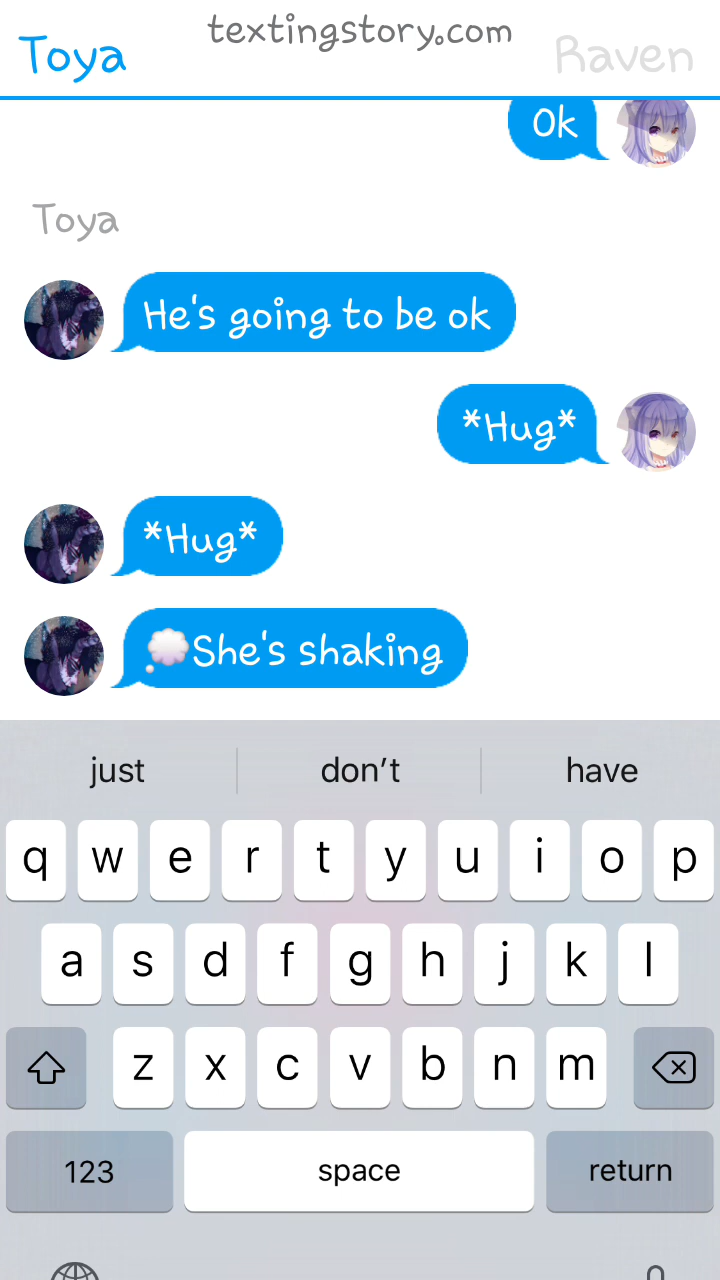 textingstory.com
Toya
Raven
Ok
Toya
He's going to be ok
*Hug*
*Hug*
💭She's shaking
just don't have
q w e r t y u i o p
a s d f g h j k l
z x c v b n m
123 space return